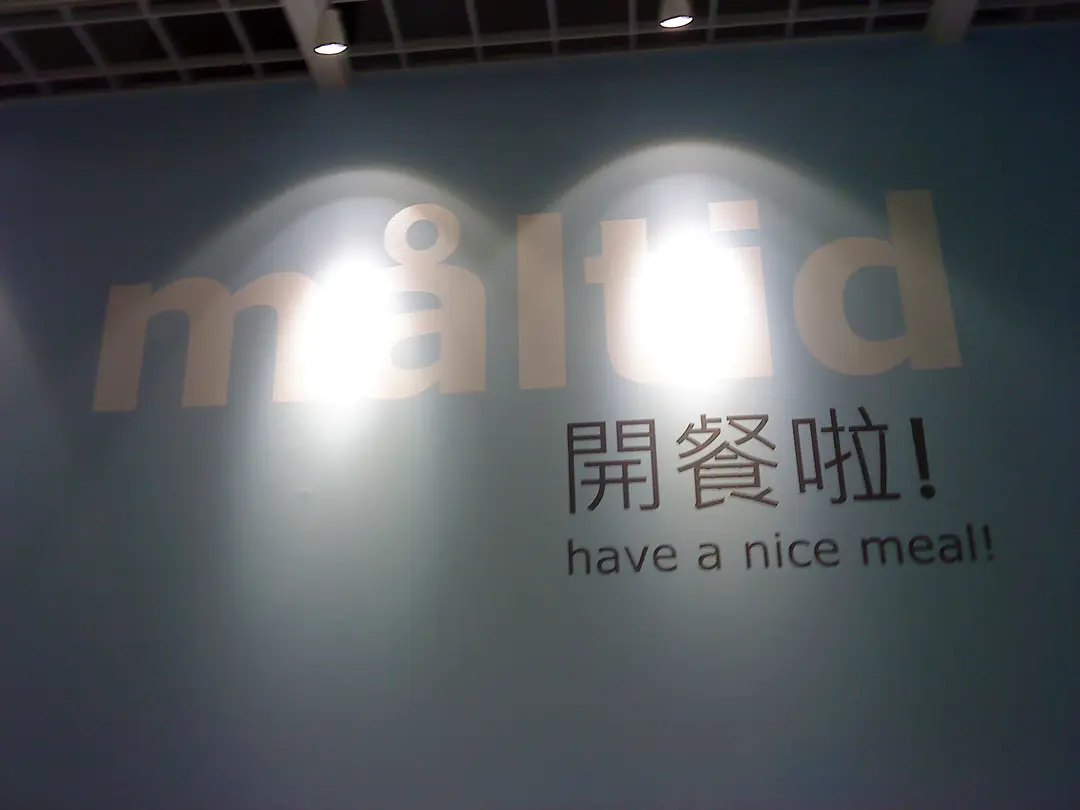 måltid
開餐啦!
have a nice meal!